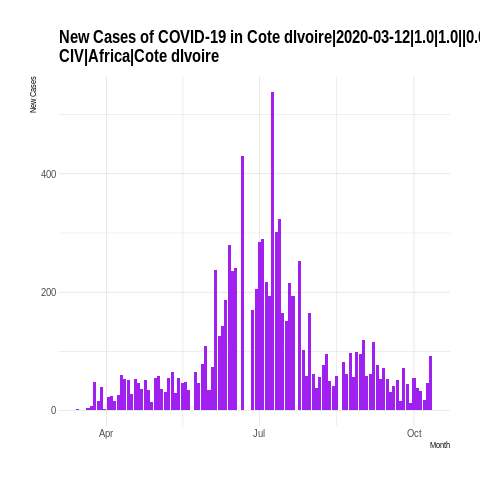 New Cases of COVID-19 in Cote dIvoire|2020-03-12|1.0|1.0||0.0
CIV|Africa|Cote dIvoire
New Cases
400
200
0
Apr
Jul
Oct
Month